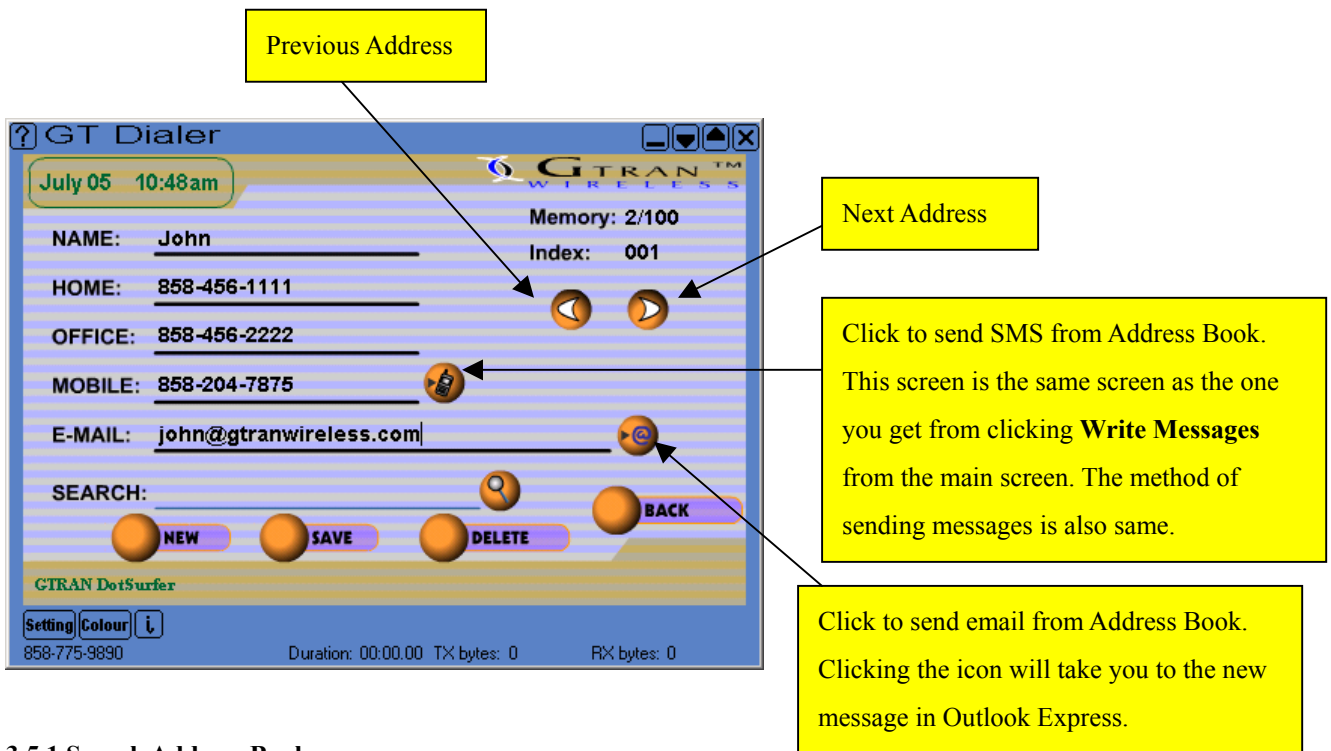 Previous Address
? GT Dialer
July 05 10:48am
GTRAN ™
WIRELESS
Memory: 2/100
Next Address
NAME: John
Index: 001
HOME: 858-456-1111
OFFICE: 858-456-2222
MOBILE: 858-204-7875
E-MAIL: john@gtranwireless.com
@
SEARCH:
BACK
NEW SAVE DELETE
GTRAN DotSurfer
Setting Colour i
858-775-9890 Duration: 00:00.00 TX bytes: 0 RX bytes: 0
Click to send SMS from Address Book.
This screen is the same screen as the one
you get from clicking Write Messages
from the main screen. The method of
sending messages is also same.
Click to send email from Address Book.
Clicking the icon will take you to the new
message in Outlook Express.